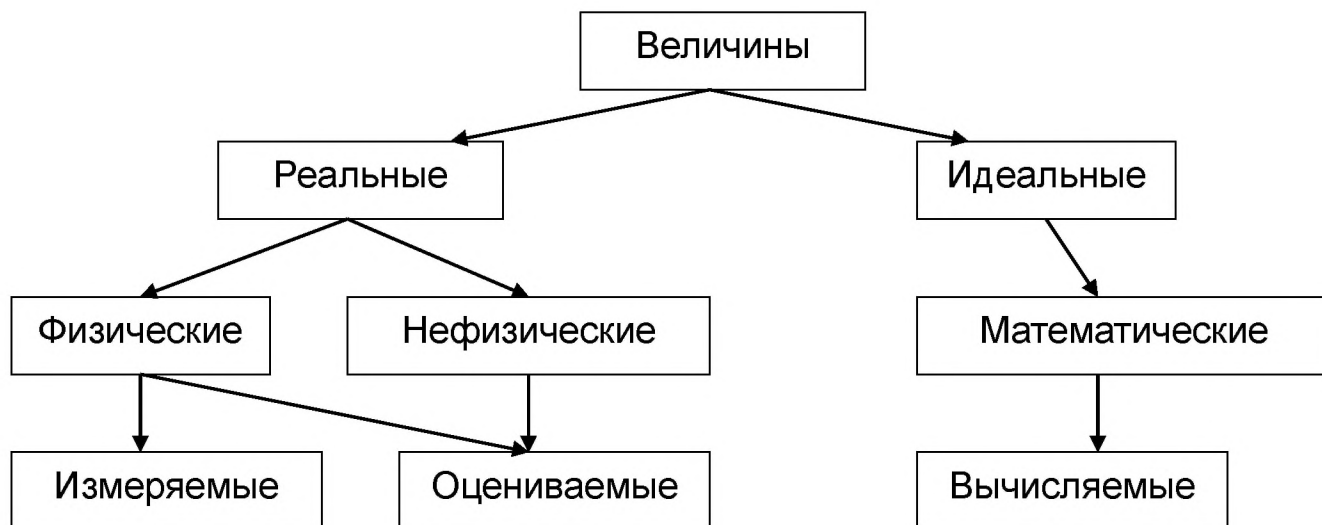 Величины
Реальные
Идеальные
Физические
Нефизические
Математические
Измеряемые
Оцениваемые
Вычисляемые